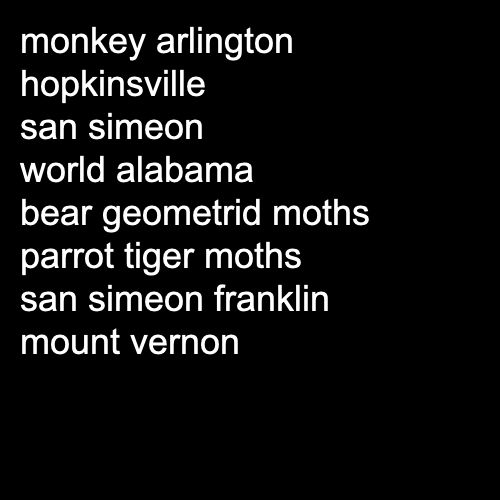 monkey arlington
hopkinsville
san simeon
world alabama
bear geometrid moths
parrot tiger moths
san simeon franklin
mount vernon